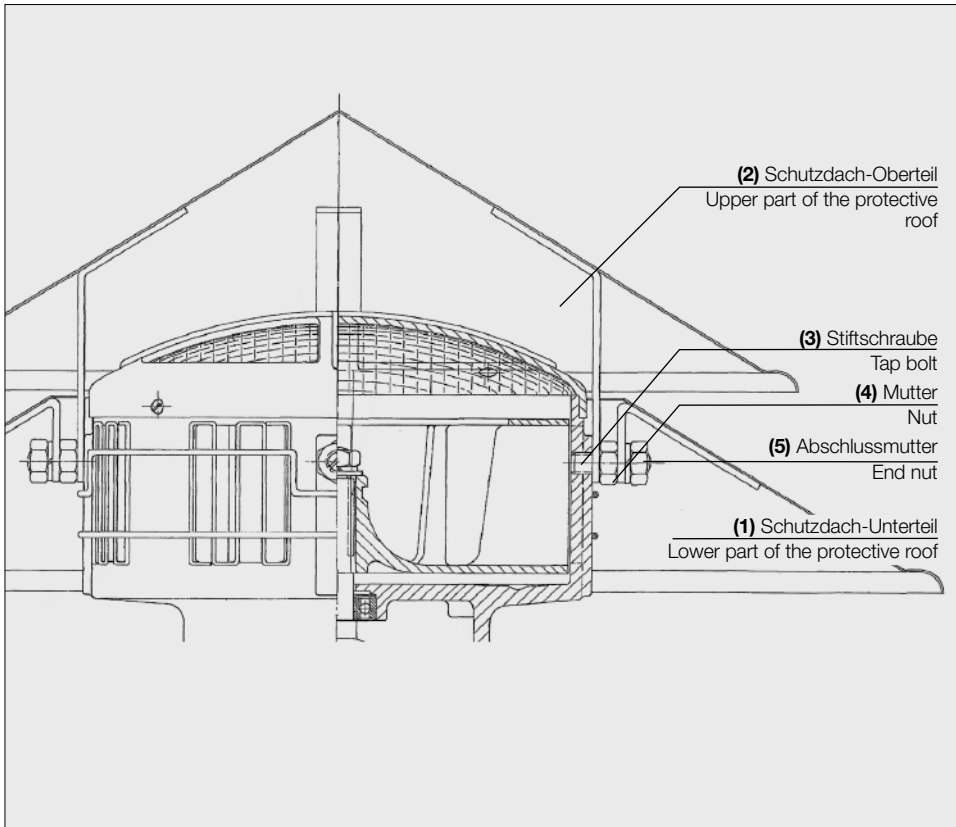 (2) Schutzdach-Oberteil
Upper part of the protective
roof
(3) Stiftschraube
Tap bolt
(4) Mutter
Nut
(5) Abschlussmutter
End nut
(1) Schutzdach-Unterteil
Lower part of the protective roof